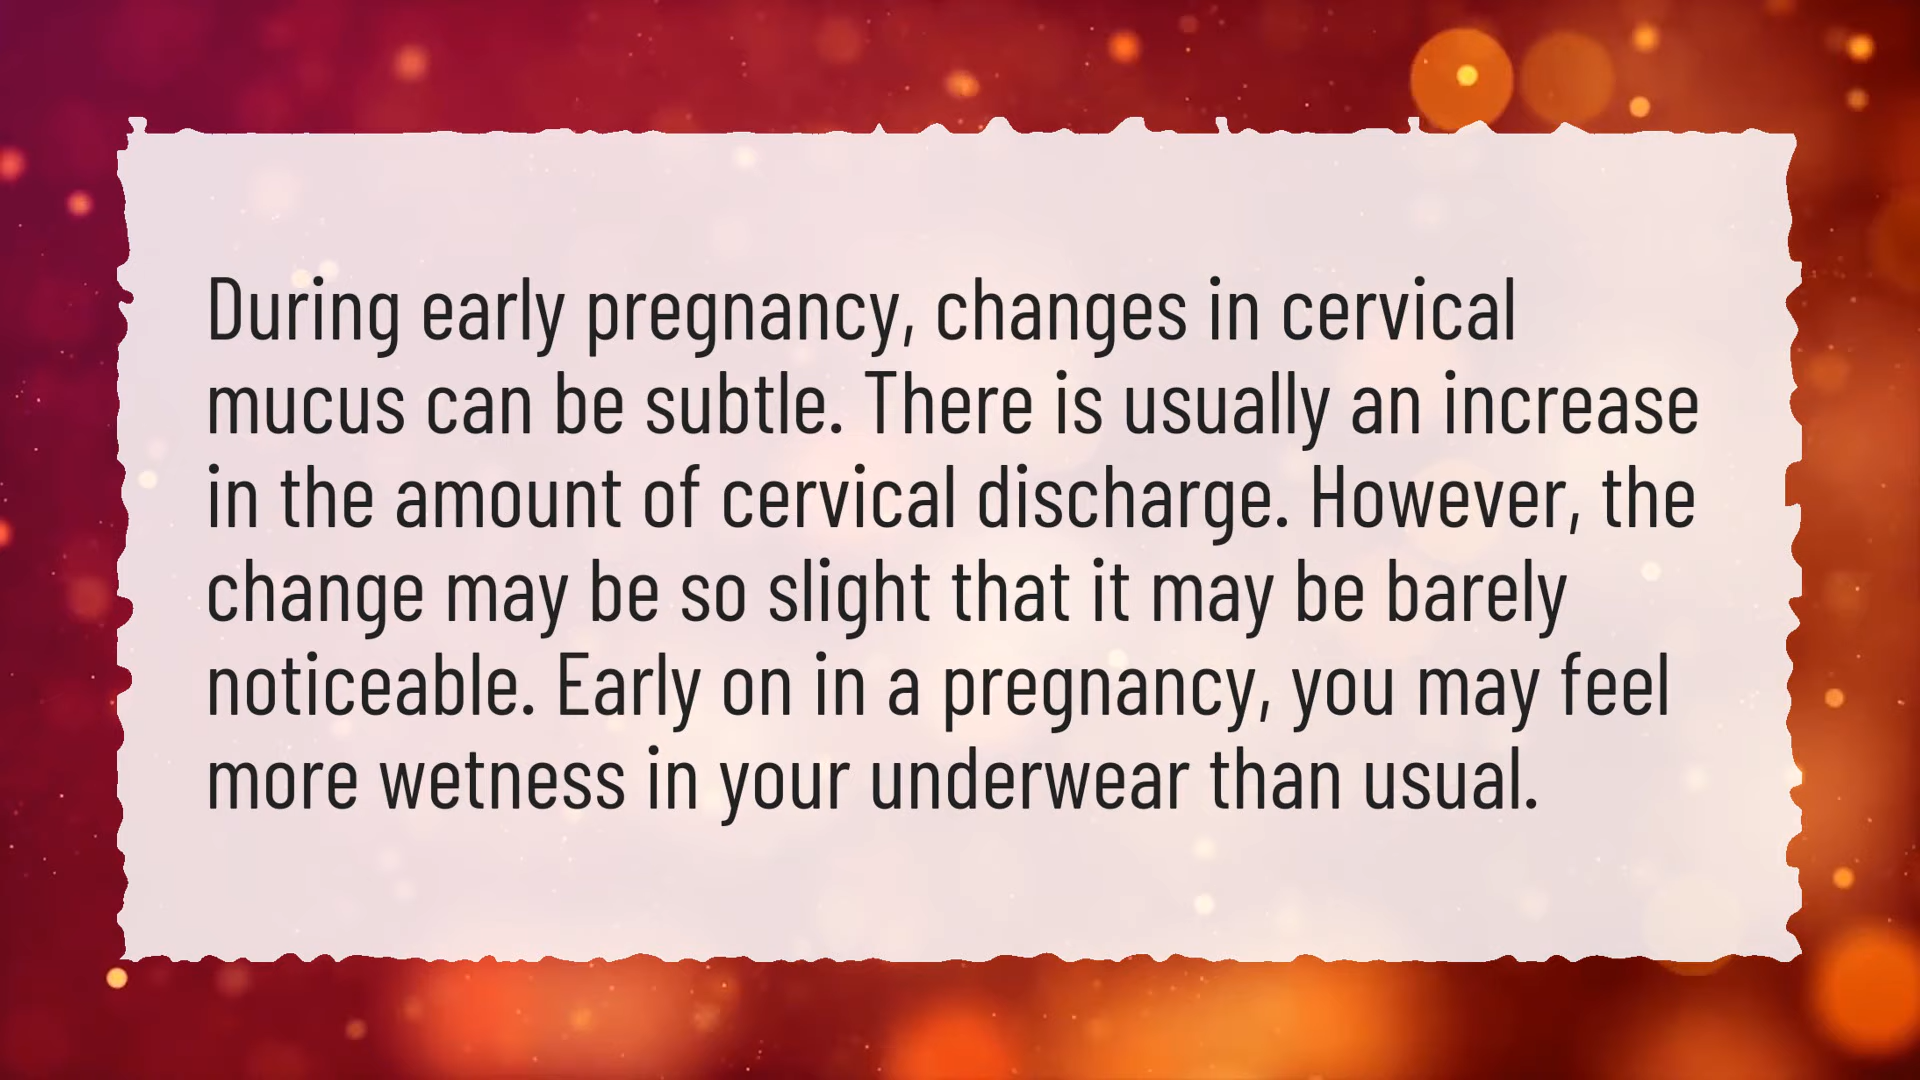 During early pregnancy, changes in cervical
mucus can be subtle. There is usually an increase
in the amount of cervical discharge. However, the
change may be so slight that it may be barely
noticeable. Early on in a pregnancy, you may feel
more wetness in your underwear than usual.